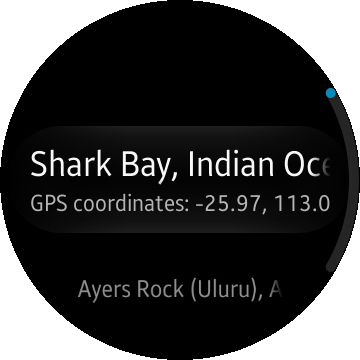 Shark Bay, Indian Oce
GPS coordinates: -25.97, 113.0
Ayers Rock (Uluru), A